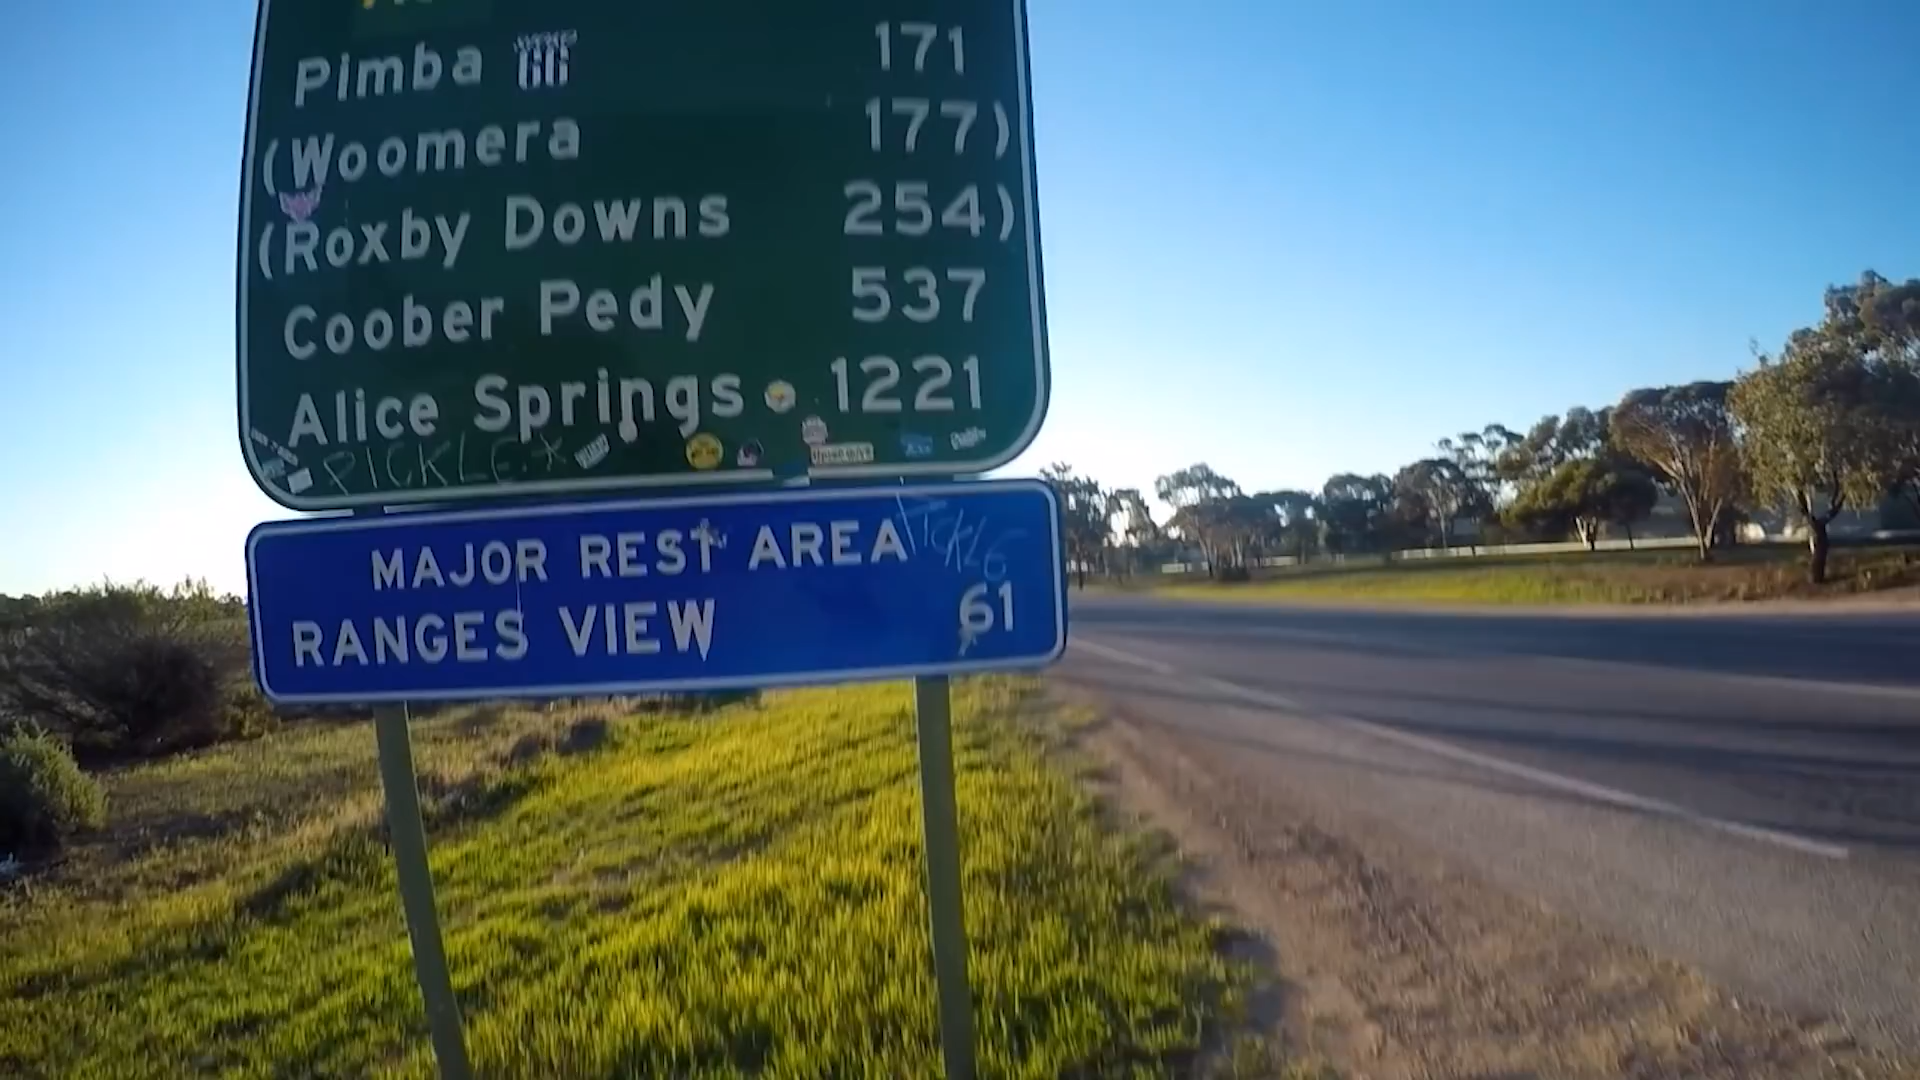 Pimba 171
(Woomera 177)
(Roxby Downs 254)
Coober Pedy 537
Alice Springs 1221
PICKLE
MAJOR REST AREA
PICKLE
RANGES VIEW 61